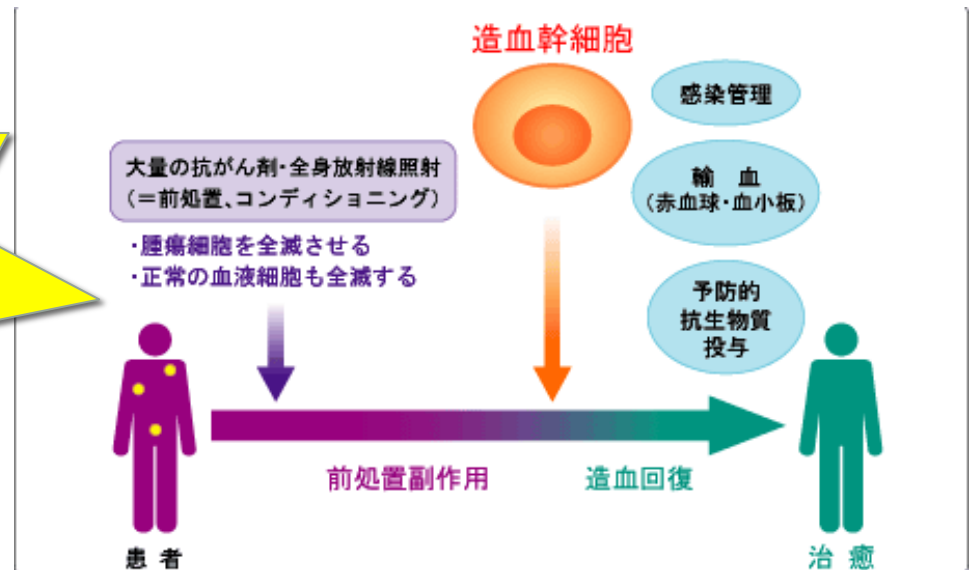 造血幹細胞
感染管理
大量の抗がん剤・全身放射線照射
（＝前処置、コンディショニング）
輸 血
（赤血球・血小板）
・腫瘍細胞を全滅させる
・正常の血液細胞も全滅する
予防的
抗生物質
投与
前処置副作用
造血回復
患 者
治 癒